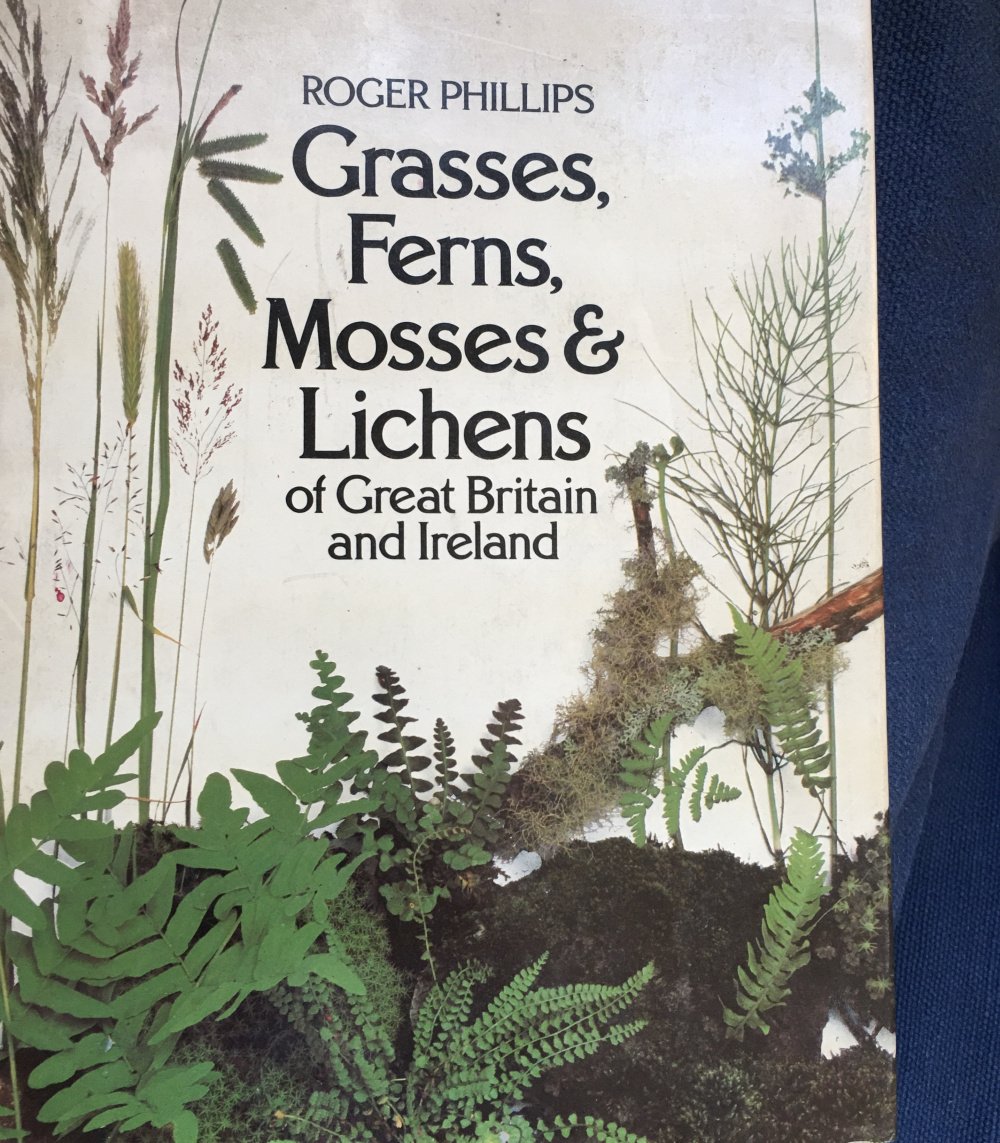 ROGER PHILLIPS
Grasses,
Ferns,
Mosses &
Lichens
of Great Britain
and Ireland